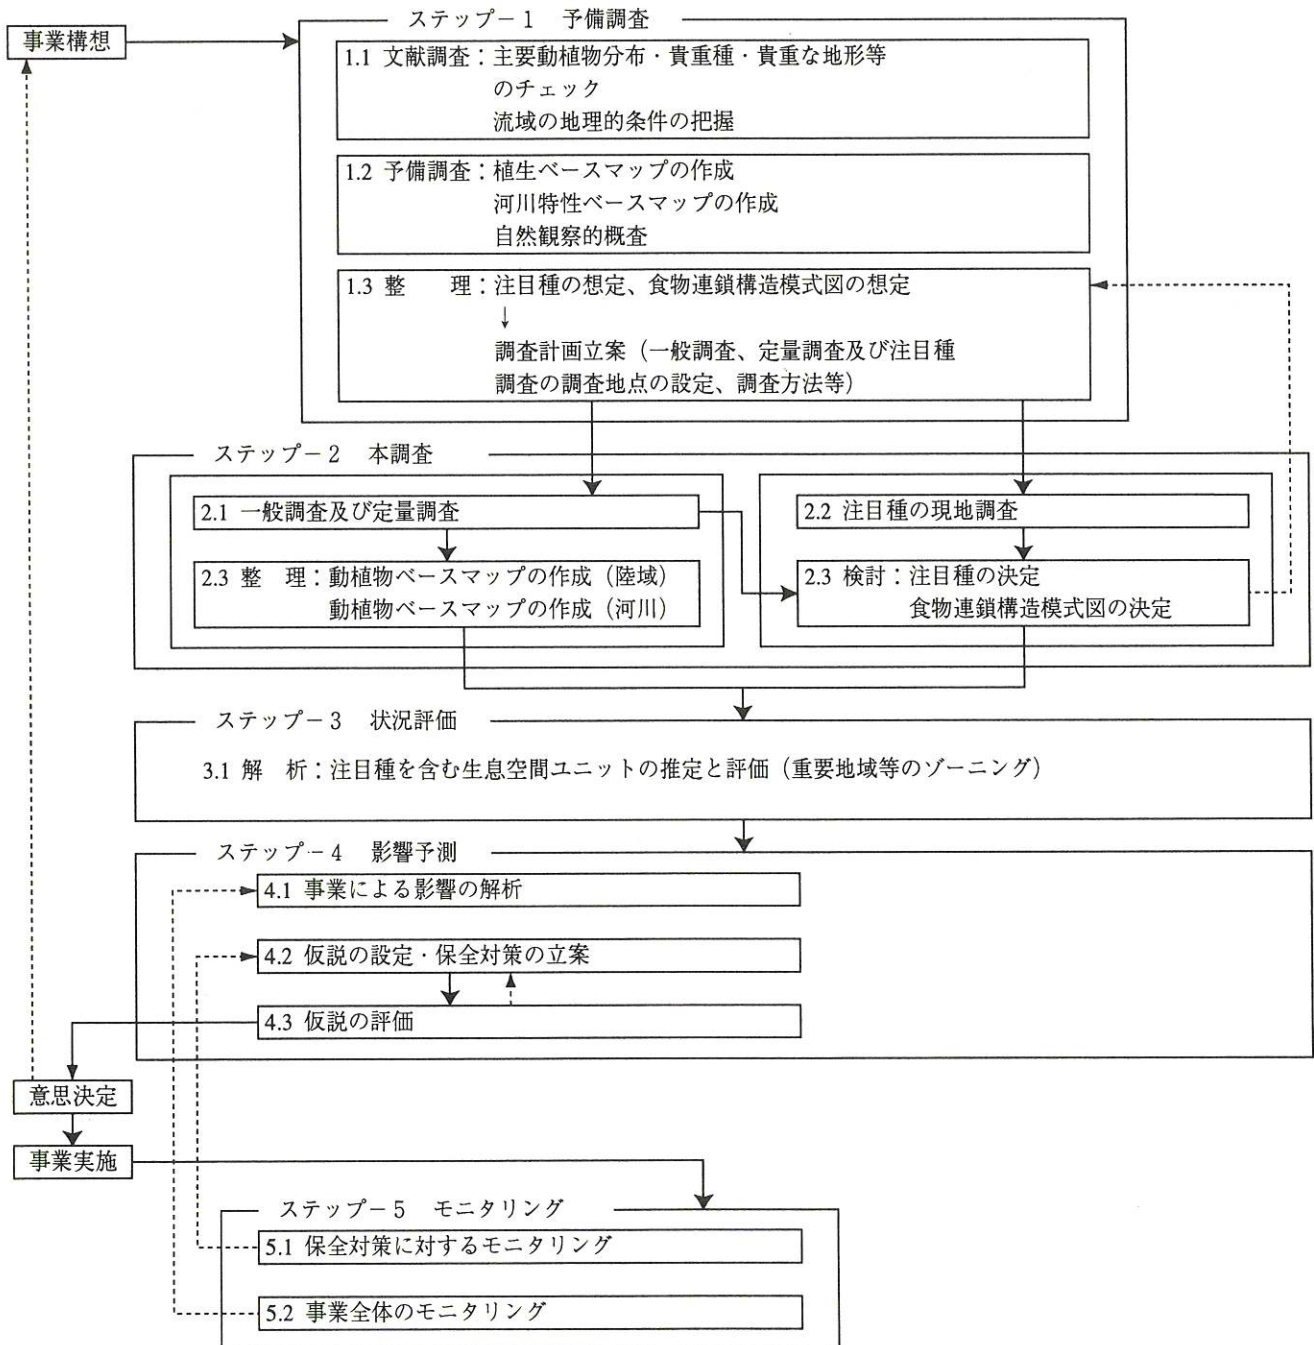 ステップ－1　予備調査
事業構想
1.1 文献調査：主要動植物分布・貴重種・貴重な地形等
のチェック
流域の地理的条件の把握
1.2 予備調査：植生ベースマップの作成
河川特性ベースマップの作成
自然観察的概査
1.3 整　　理：注目種の想定、食物連鎖構造模式図の想定
↓
調査計画立案（一般調査、定量調査及び注目種
調査の調査地点の設定、調査方法等）
ステップ－2　本調査
2.1 一般調査及び定量調査
2.3 整　理：動植物ベースマップの作成（陸域）
動植物ベースマップの作成（河川）
2.2 注目種の現地調査
2.3 検討：注目種の決定
食物連鎖構造模式図の決定
ステップ－3　状況評価
3.1 解　析：注目種を含む生息空間ユニットの推定と評価（重要地域等のゾーニング）
ステップ－4　影響予測
4.1 事業による影響の解析
4.2 仮説の設定・保全対策の立案
4.3 仮説の評価
意思決定
事業実施
ステップ－5　モニタリング
5.1 保全対策に対するモニタリング
5.2 事業全体のモニタリング